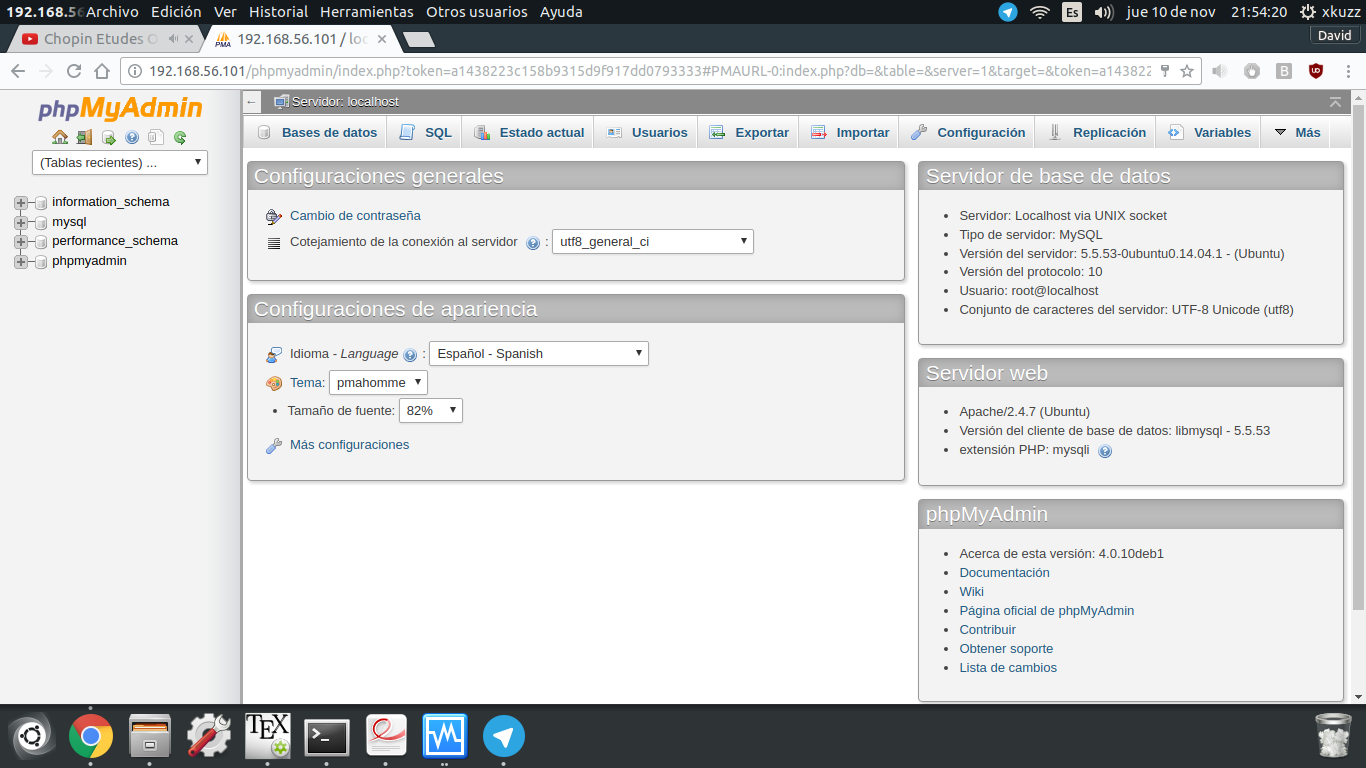 192.168.56 Archivo Edición Ver Historial Herramientas Otros usuarios Ayuda Es jue 10 de nov 21:54:20 xkuzz
Chopin Etudes O 192.168.56.101 / loc David
192.168.56.101/phpmyadmin/index.php?token=a1438223c158b9315d9f917dd0793333#PMAURL-0:index.php?db=&table=&server=1&target=&token=a143822
phpMyAdmin
(Tablas recientes) ...
information_schema
mysql
performance_schema
phpmyadmin
← Servidor: localhost
Bases de datos SQL Estado actual Usuarios Exportar Importar Configuración Replicación Variables Más
Configuraciones generales
Cambio de contraseña
Cotejamiento de la conexión al servidor : utf8_general_ci
Configuraciones de apariencia
Idioma - Language : Español - Spanish
Tema: pmahomme
• Tamaño de fuente: 82%
Más configuraciones
Servidor de base de datos
• Servidor: Localhost via UNIX socket
• Tipo de servidor: MySQL
• Versión del servidor: 5.5.53-0ubuntu0.14.04.1 - (Ubuntu)
• Versión del protocolo: 10
• Usuario: root@localhost
• Conjunto de caracteres del servidor: UTF-8 Unicode (utf8)
Servidor web
• Apache/2.4.7 (Ubuntu)
• Versión del cliente de base de datos: libmysql - 5.5.53
• extensión PHP: mysqli
phpMyAdmin
• Acerca de esta versión: 4.0.10deb1
• Documentación
• Wiki
• Página oficial de phpMyAdmin
• Contribuir
• Obtener soporte
• Lista de cambios
TEX